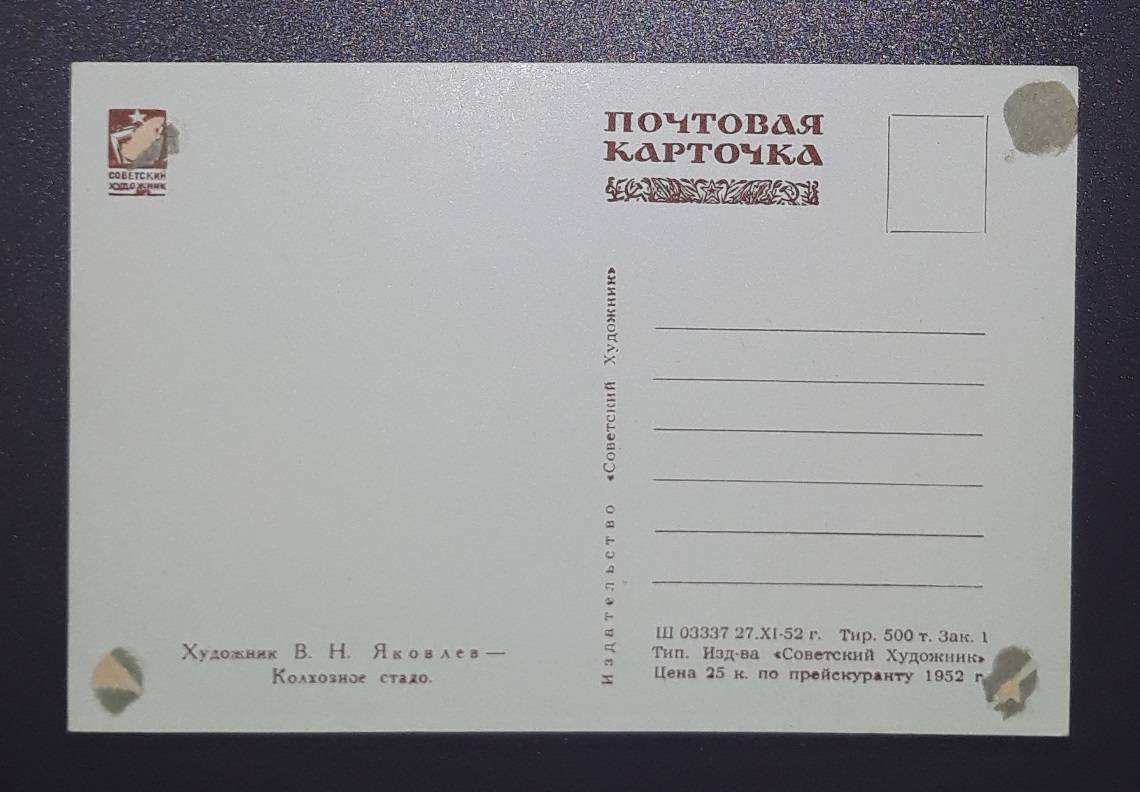 СОВЕТСКИЙ
ХУДОЖНИК
ПОЧТОВАЯ
КАРТОЧКА
Издательство «Советский Художник»
Художник В. Н. Яковлев —
Колхозное стадо.
Ш 03337 27.XI-52 г. Тир. 500 т. Зак. 1
Тип. Изд-ва «Советский Художник»
Цена 25 к. по прейскуранту 1952 г.